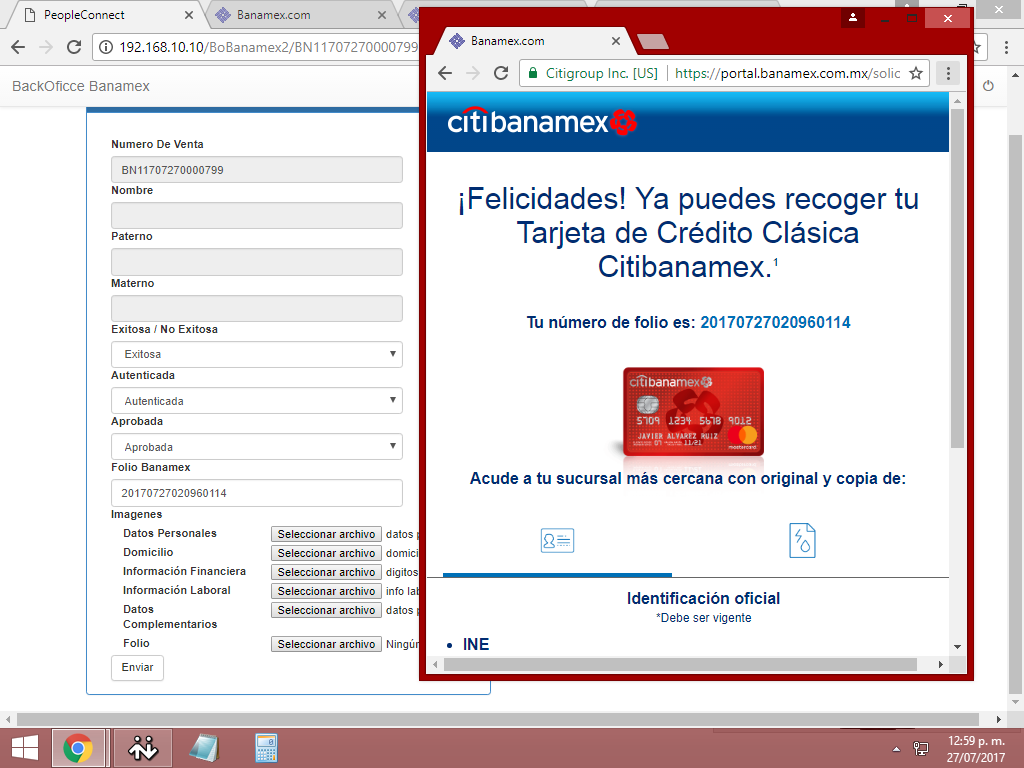 PeopleConnect
Banamex.com
192.168.10.10/BoBanamex2/BN11707270000799
BackOficce Banamex
Numero De Venta
BN11707270000799
Nombre
Paterno
Materno
Exitosa / No Exitosa
Exitosa
Autenticada
Autenticada
Aprobada
Aprobada
Folio Banamex
20170727020960114
Imagenes
Datos Personales
Seleccionar archivo datos p
Domicilio
Seleccionar archivo domici
Información Financiera
Seleccionar archivo digitos
Información Laboral
Seleccionar archivo info lab
Datos
Complementarios
Seleccionar archivo datos p
Folio
Seleccionar archivo Ningún
Enviar
Banamex.com
Citigroup Inc. [US] https://portal.banamex.com.mx/solic
citibanamex
¡Felicidades! Ya puedes recoger tu
Tarjeta de Crédito Clásica
Citibanamex.1
Tu número de folio es: 20170727020960114
citibanamex
5709 1234 5678 9012
07 11/21
JAVIER ALVAREZ RUIZ
mastercard
Acude a tu sucursal más cercana con original y copia de:
Identificación oficial
*Debe ser vigente
INE
12:59 p. m.
27/07/2017